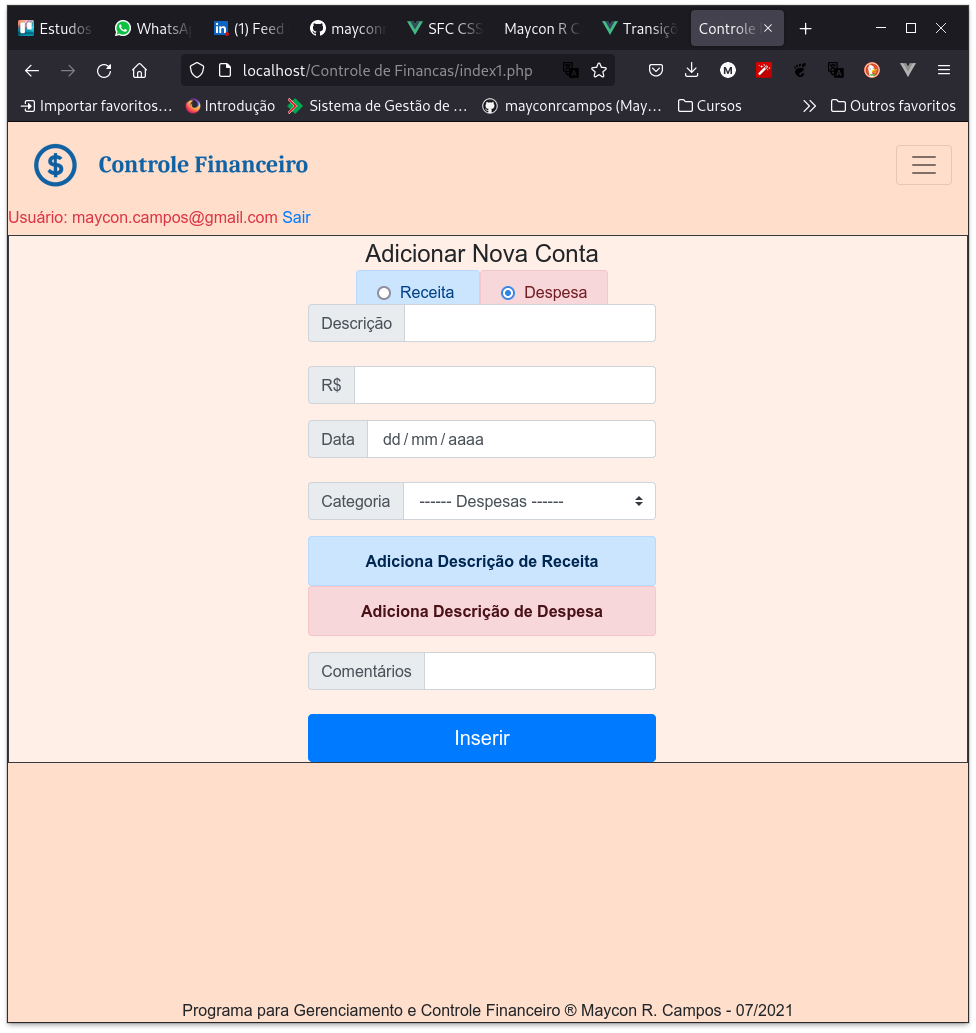 Estudos WhatsAp (1) Feed maycon SFC CSS Maycon R C Transiçõ Controle
localhost/Controle de Financas/index1.php
Importar favoritos… Introdução Sistema de Gestão de … mayconrcampos (May… Cursos Outros favoritos
$ Controle Financeiro
Usuário: maycon.campos@gmail.com Sair
Adicionar Nova Conta
Receita Despesa
Descrição
R$
Data dd / mm / aaaa
Categoria ------ Despesas ------
Adiciona Descrição de Receita
Adiciona Descrição de Despesa
Comentários
Inserir
Programa para Gerenciamento e Controle Financeiro ® Maycon R. Campos - 07/2021